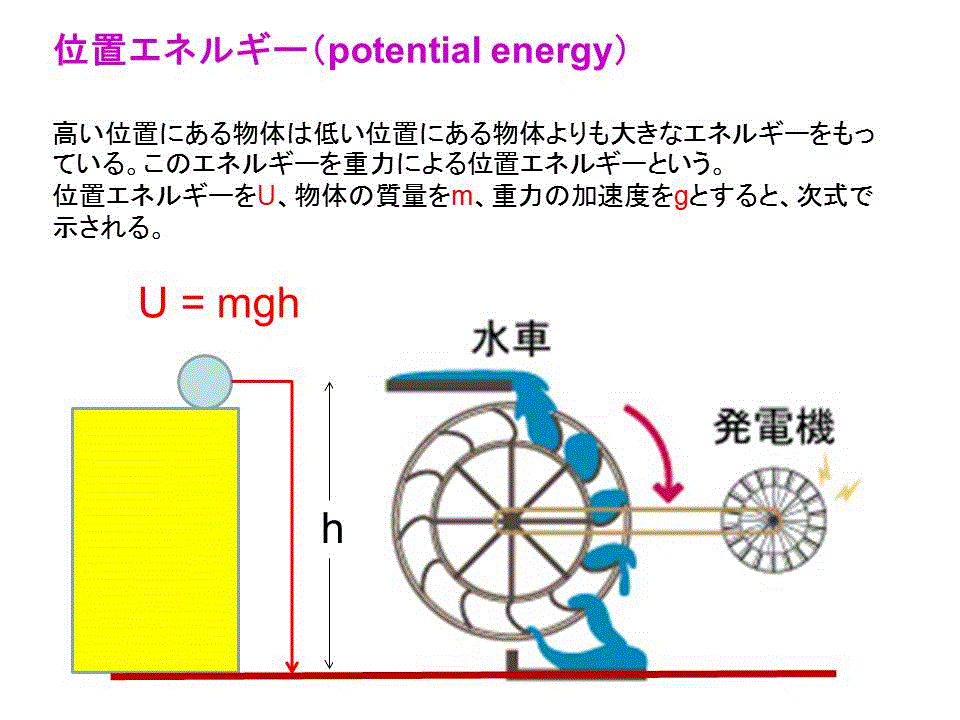 位置エネルギー（potential energy）
高い位置にある物体は低い位置にある物体よりも大きなエネルギーをもっ
ている。このエネルギーを重力による位置エネルギーという。
位置エネルギーをU、物体の質量をm、重力の加速度をgとすると、次式で
示される。
U = mgh
水車
発電機
h